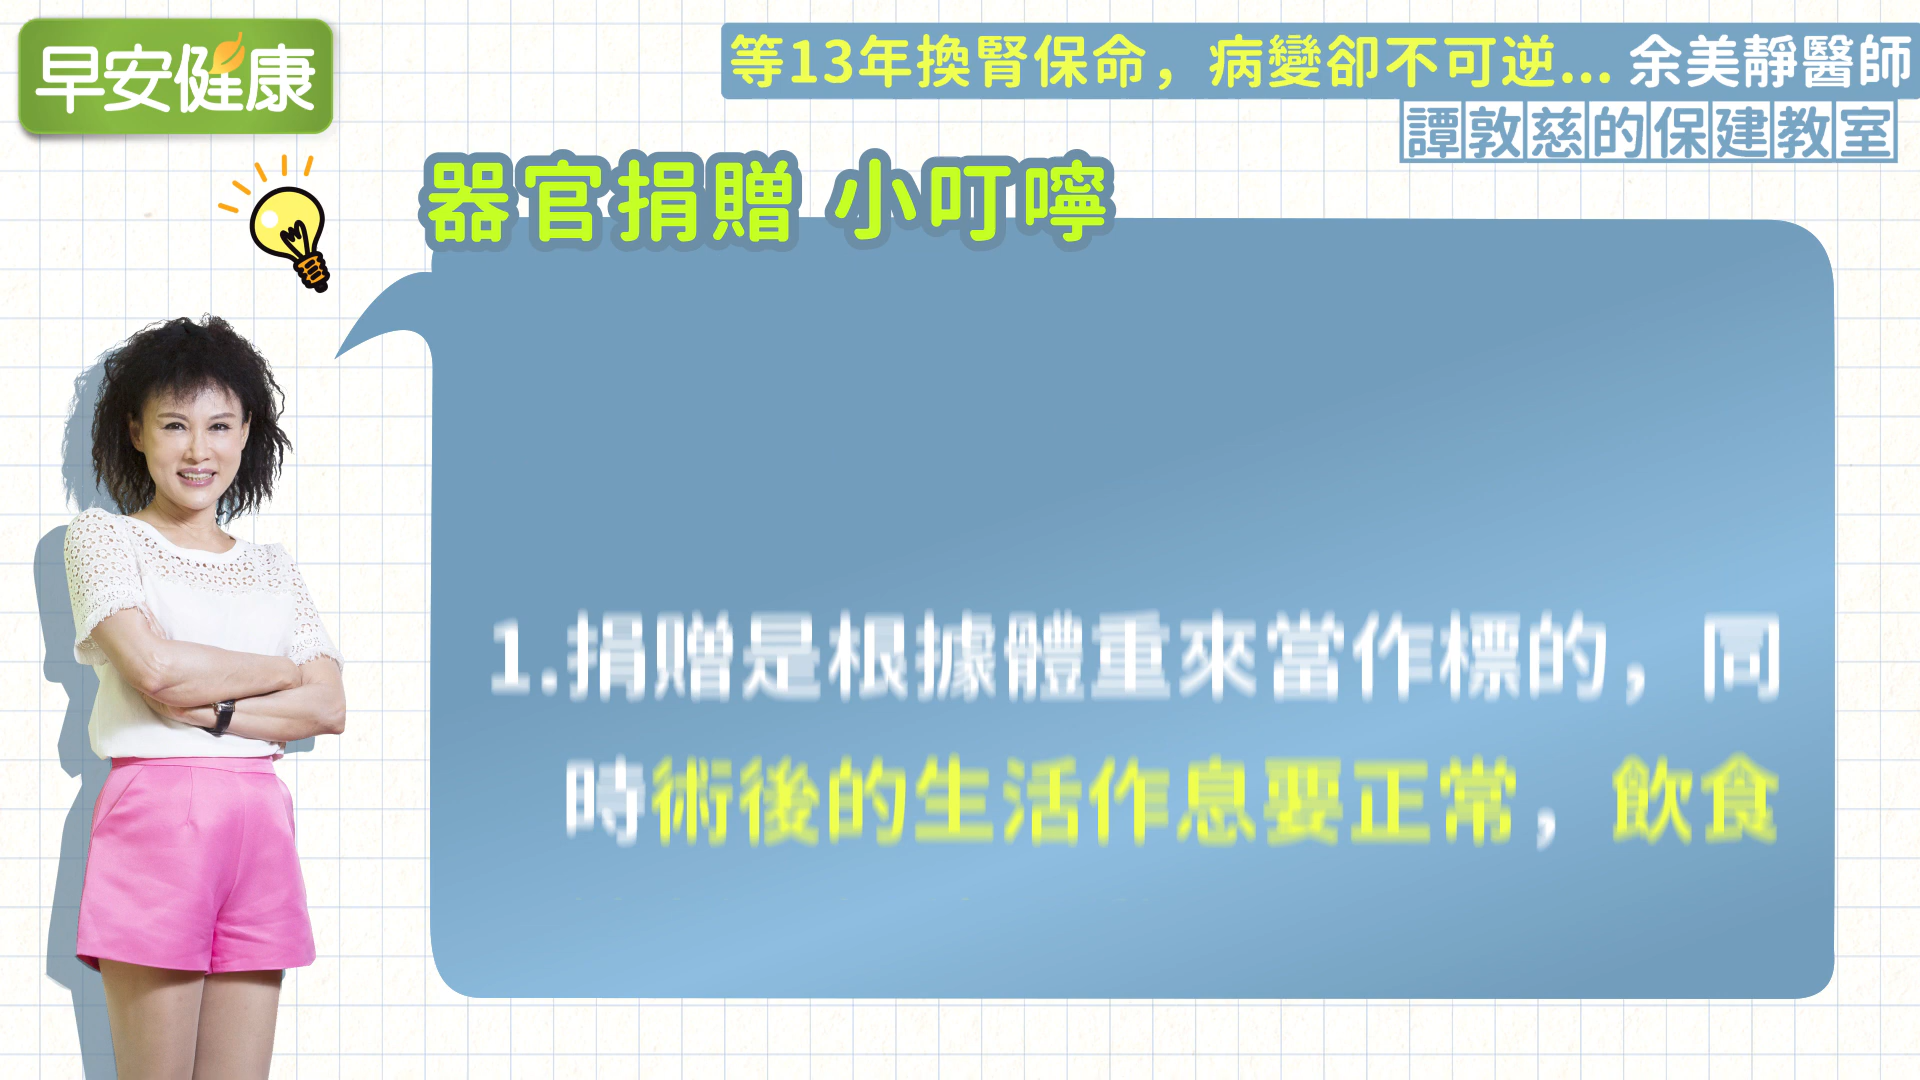 早安健康
等13年換腎保命，病變卻不可逆... 余美靜醫師
譚敦慈的保建教室
器官捐贈 小叮嚀
1.捐贈是根據體重來當作標的，同
時術後的生活作息要正常，飲食